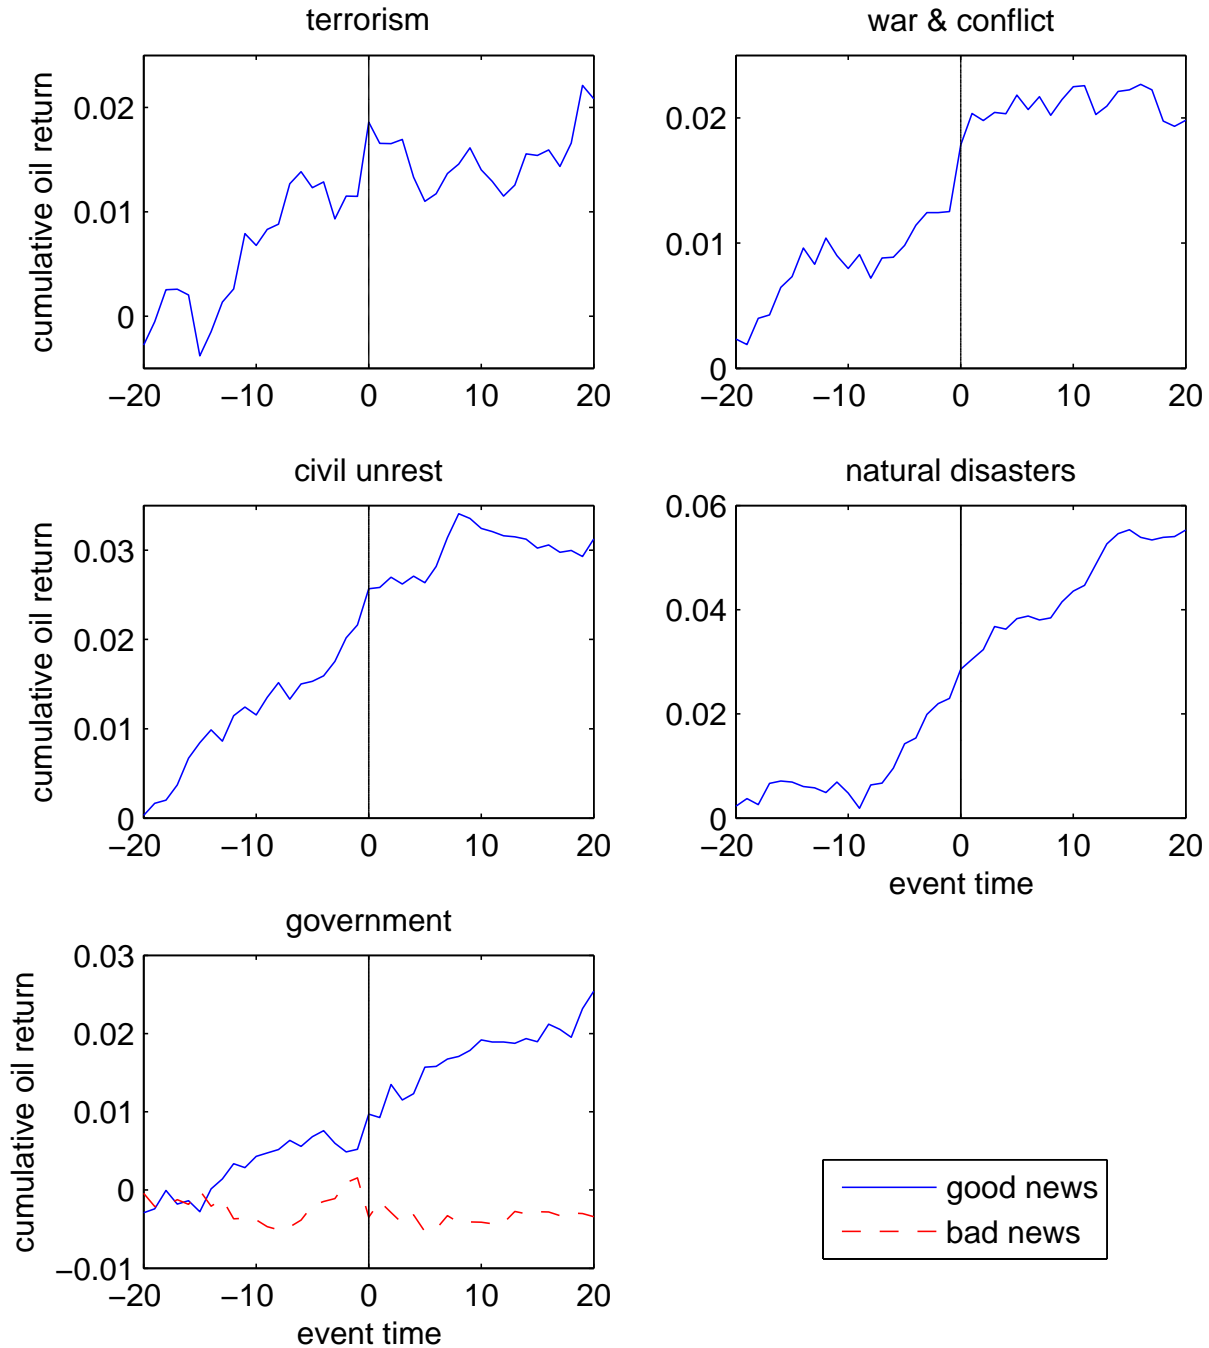 terrorism
cumulative oil return
0.02
0.01
0
−20 −10 0 10 20
war & conflict
0.02
0.01
0
−20 −10 0 10 20
civil unrest
cumulative oil return
0.03
0.02
0.01
0
−20 −10 0 10 20
natural disasters
0.06
0.04
0.02
0
−20 −10 0 10 20
event time
government
cumulative oil return
0.03
0.02
0.01
0
−0.01
−20 −10 0 10 20
event time
good news
bad news